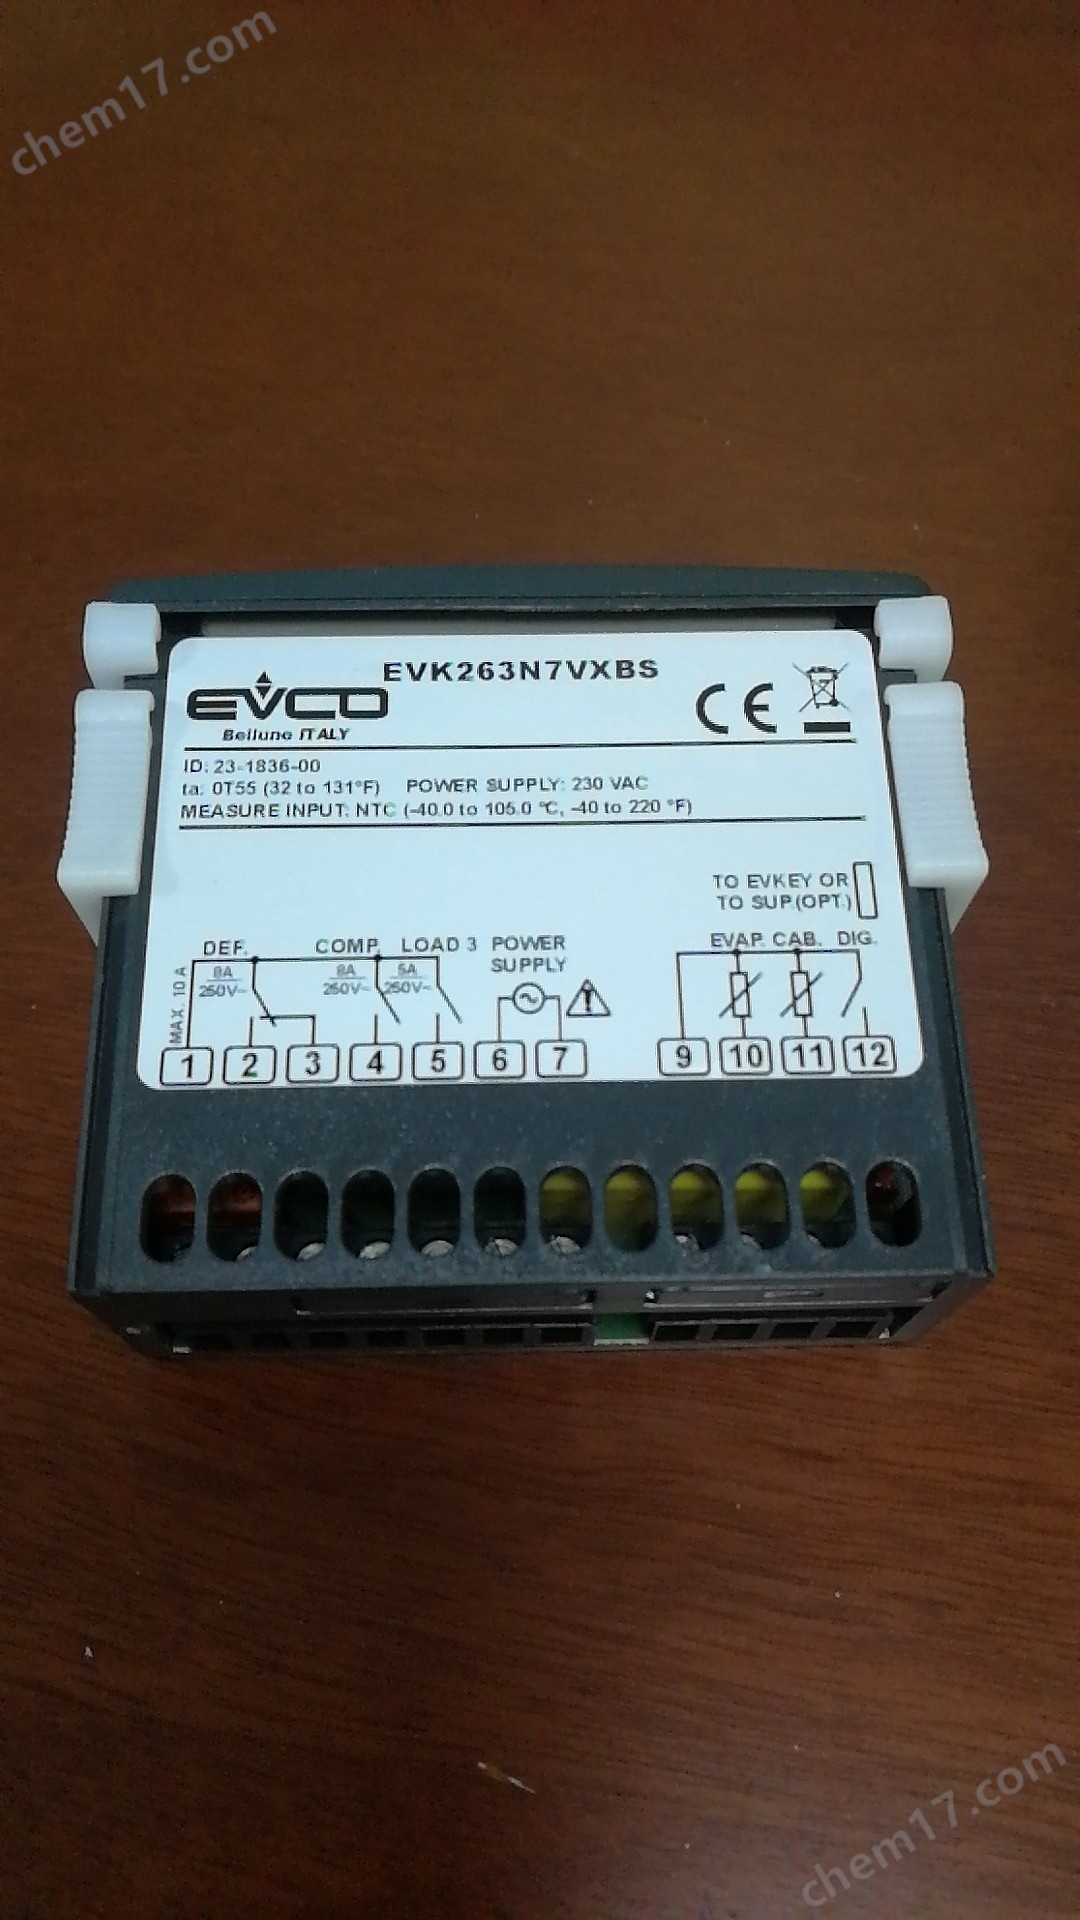 chem17.com
EVK263N7VXBS
EVCO
Belluno ITALY
CE
ID: 23-1836-00
ta: 0T55 (32 to 131°F) POWER SUPPLY: 230 VAC
MEASURE INPUT: NTC (-40.0 to 105.0 °C, -40 to 220 °F)
TO EVKEY OR
TO SUP.(OPT.)
DEF. COMP. LOAD 3 POWER
SUPPLY
EVAP. CAB. DIG.
MAX. 10 A
8A
250V~
8A
250V~
5A
250V~
1 2 3 4 5 6 7 9 10 11 12
chem17.com